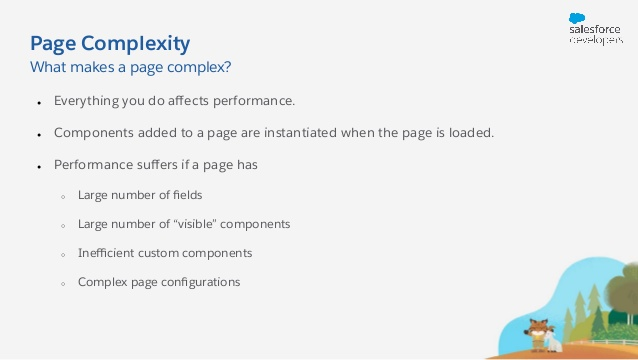 salesforce
developers
Page Complexity
What makes a page complex?
• Everything you do affects performance.
• Components added to a page are instantiated when the page is loaded.
• Performance suffers if a page has
○ Large number of fields
○ Large number of “visible” components
○ Inefficient custom components
○ Complex page configurations